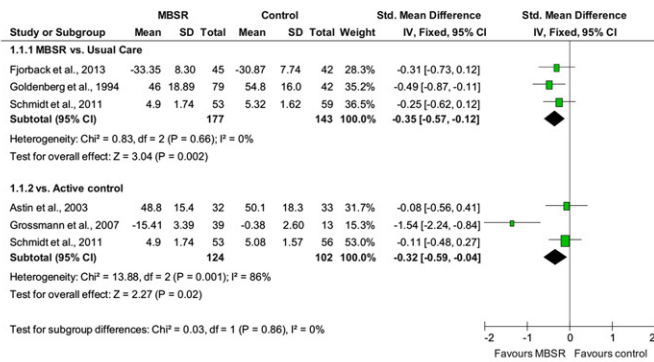 MBSR Control Std. Mean Difference Std. Mean Difference
Study or Subgroup Mean SD Total Mean SD Total Weight IV, Fixed, 95% CI IV, Fixed, 95% CI
1.1.1 MBSR vs. Usual Care
Fjorback et al., 2013 -33.35 8.30 45 -30.87 7.74 42 28.3% -0.31 [-0.73, 0.12]
Goldenberg et al., 1994 46 18.89 79 54.8 16.0 42 35.1% -0.49 [-0.87, -0.11]
Schmidt et al., 2011 4.9 1.74 53 5.32 1.62 59 36.6% -0.25 [-0.62, 0.12]
Subtotal (95% CI) 177 143 100.0% -0.35 [-0.57, -0.12]
Heterogeneity: Chi² = 0.83, df = 2 (P = 0.66); I² = 0%
Test for overall effect: Z = 3.04 (P = 0.002)
1.1.2 vs. Active control
Astin et al., 2003 48.8 15.4 32 50.1 18.3 33 31.7% -0.08 [-0.56, 0.41]
Grossmann et al., 2007 -15.41 3.39 39 -0.38 2.60 13 15.3% -1.54 [-2.24, -0.84]
Schmidt et al., 2011 4.9 1.74 53 5.08 1.57 56 53.0% -0.11 [-0.48, 0.27]
Subtotal (95% CI) 124 102 100.0% -0.32 [-0.59, -0.04]
Heterogeneity: Chi² = 13.88, df = 2 (P = 0.001); I² = 86%
Test for overall effect: Z = 2.27 (P = 0.02)
Test for subgroup differences: Chi² = 0.03, df = 1 (P = 0.86), I² = 0%
-2 -1 0 1 2
Favours MBSR Favours control